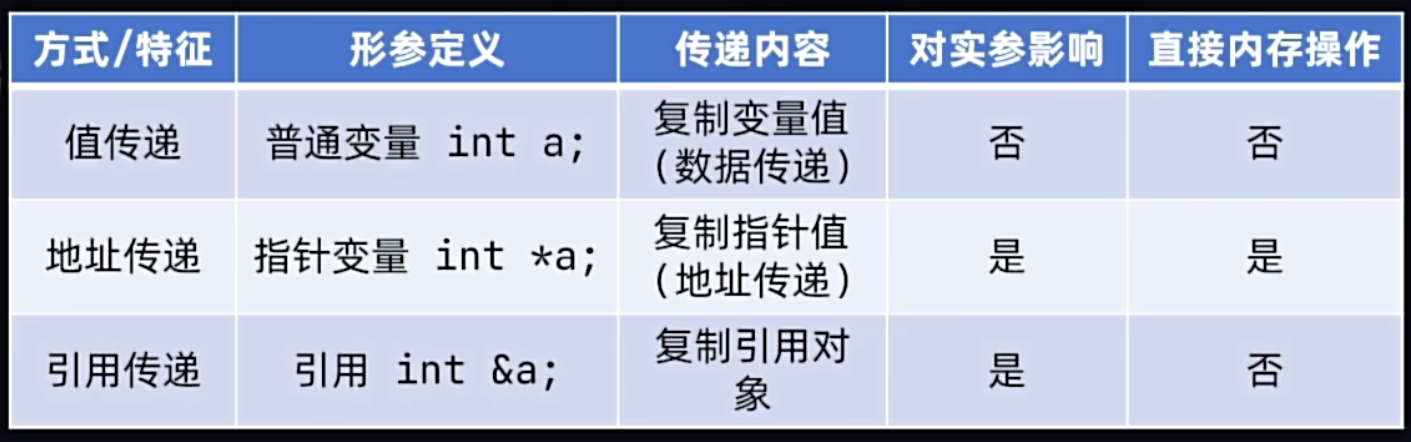 方式/特征 形参定义 传递内容 对实参影响 直接内存操作
值传递 普通变量 int a; 复制变量值
(数据传递) 否 否
地址传递 指针变量 int *a; 复制指针值
(地址传递) 是 是
引用传递 引用 int &a; 复制引用对
象 是 否